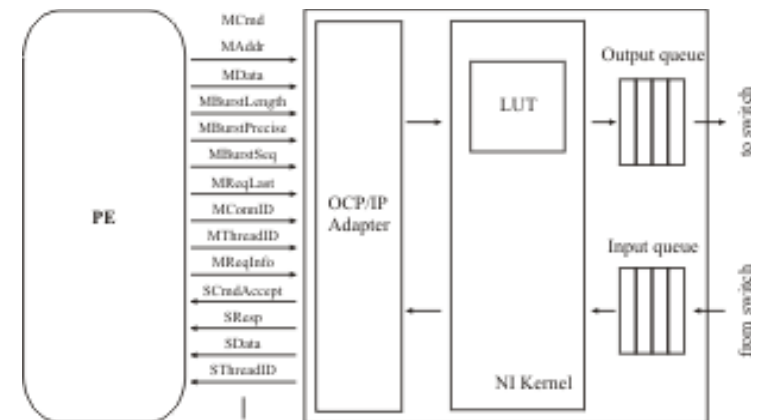 MCmd
MAddr
MData
MBurstLength
MBurstPrecise
MBurstSeq
MReqLast
MConnID
MThreadID
MReqInfo
SCmdAccept
SResp
SData
SThreadID
PE
OCP/IP
Adapter
LUT
NI Kernel
Output queue
to switch
Input queue
from switch